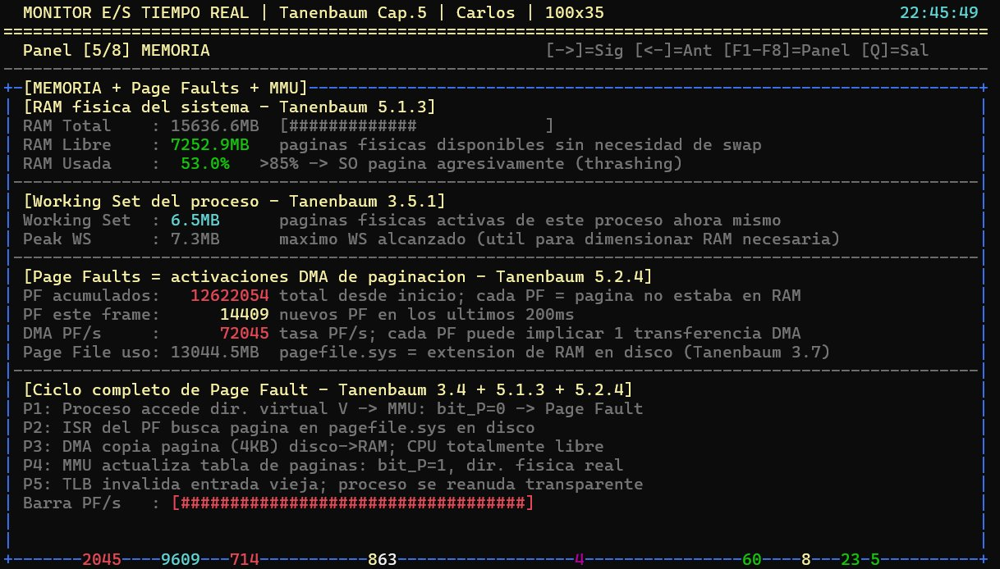 MONITOR E/S TIEMPO REAL | Tanenbaum Cap.5 | Carlos | 100x35 22:45:49
Panel [5/8] MEMORIA [->]=Sig [<-]=Ant [F1-F8]=Panel [Q]=Sal
[MEMORIA + Page Faults + MMU]
[RAM fisica del sistema - Tanenbaum 5.1.3]
RAM Total : 15636.6MB [############# ]
RAM Libre : 7252.9MB paginas fisicas disponibles sin necesidad de swap
RAM Usada : 53.0% >85% -> SO pagina agresivamente (thrashing)
[Working Set del proceso - Tanenbaum 3.5.1]
Working Set : 6.5MB paginas fisicas activas de este proceso ahora mismo
Peak WS : 7.3MB maximo WS alcanzado (util para dimensionar RAM necesaria)
[Page Faults = activaciones DMA de paginacion - Tanenbaum 5.2.4]
PF acumulados: 12622054 total desde inicio; cada PF = pagina no estaba en RAM
PF este frame: 14409 nuevos PF en los ultimos 200ms
DMA PF/s : 72045 tasa PF/s; cada PF puede implicar 1 transferencia DMA
Page File uso: 13044.5MB pagefile.sys = extension de RAM en disco (Tanenbaum 3.7)
[Ciclo completo de Page Fault - Tanenbaum 3.4 + 5.1.3 + 5.2.4]
P1: Proceso accede dir. virtual V -> MMU: bit_P=0 -> Page Fault
P2: ISR del PF busca pagina en pagefile.sys en disco
P3: DMA copia pagina (4KB) disco->RAM; CPU totalmente libre
P4: MMU actualiza tabla de paginas: bit_P=1, dir. fisica real
P5: TLB invalida entrada vieja; proceso se reanuda transparente
Barra PF/s : [###################################]
2045 9609 714 863 4 60 8 23 5